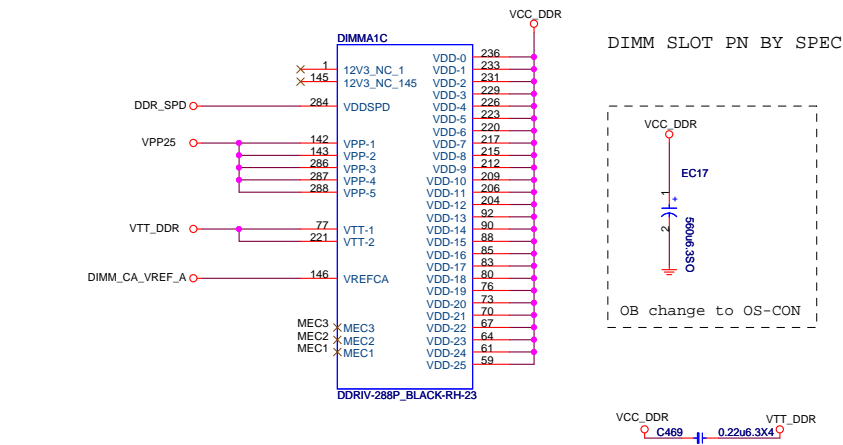 VCC_DDR
DIMM SLOT PN BY SPEC
DIMMA1C
1 12V3_NC_1
145 12V3_NC_145
DDR_SPD 284 VDDSPD
VPP25 142 VPP-1
143 VPP-2
286 VPP-3
287 VPP-4
288 VPP-5
VTT_DDR 77 VTT-1
221 VTT-2
DIMM_CA_VREF_A 146 VREFCA
MEC3 MEC3
MEC2 MEC2
MEC1 MEC1
VDD-0 236
VDD-1 233
VDD-2 231
VDD-3 229
VDD-4 226
VDD-5 223
VDD-6 220
VDD-7 217
VDD-8 215
VDD-9 212
VDD-10 209
VDD-11 206
VDD-12 204
VDD-13 92
VDD-14 90
VDD-15 88
VDD-16 85
VDD-17 83
VDD-18 80
VDD-19 76
VDD-20 73
VDD-21 70
VDD-22 67
VDD-23 64
VDD-24 61
VDD-25 59
DDRIV-288P_BLACK-RH-23
VCC_DDR
EC17
1
+
2
560u6.3SO
OB change to OS-CON
VCC_DDR
VTT_DDR
C469 0.22u6.3X4